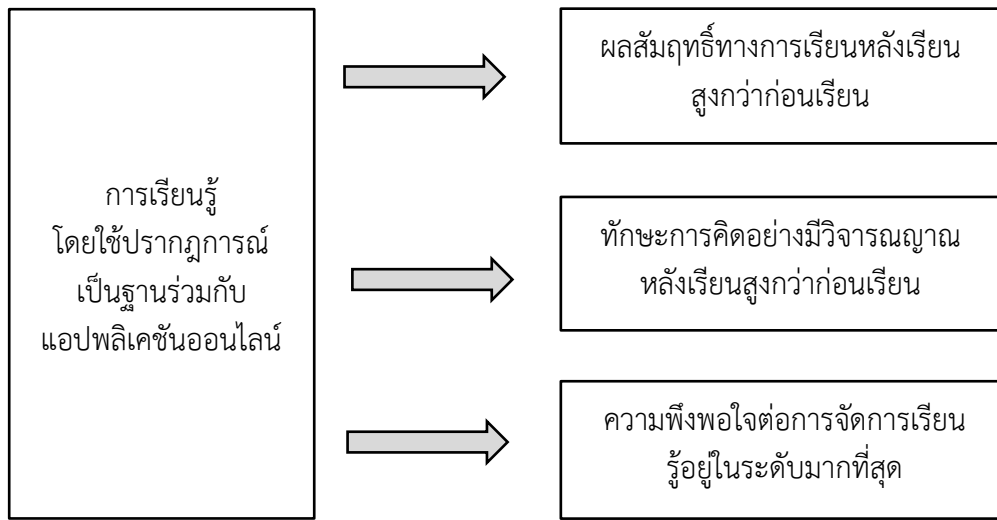 การเรียนรู้
โดยใช้ปรากฏการณ์
เป็นฐานร่วมกับ
แอปพลิเคชันออนไลน์
ผลสัมฤทธิ์ทางการเรียนหลังเรียน
สูงกว่าก่อนเรียน
ทักษะการคิดอย่างมีวิจารณญาณ
หลังเรียนสูงกว่าก่อนเรียน
ความพึงพอใจต่อการจัดการเรียน
รู้อยู่ในระดับมากที่สุด